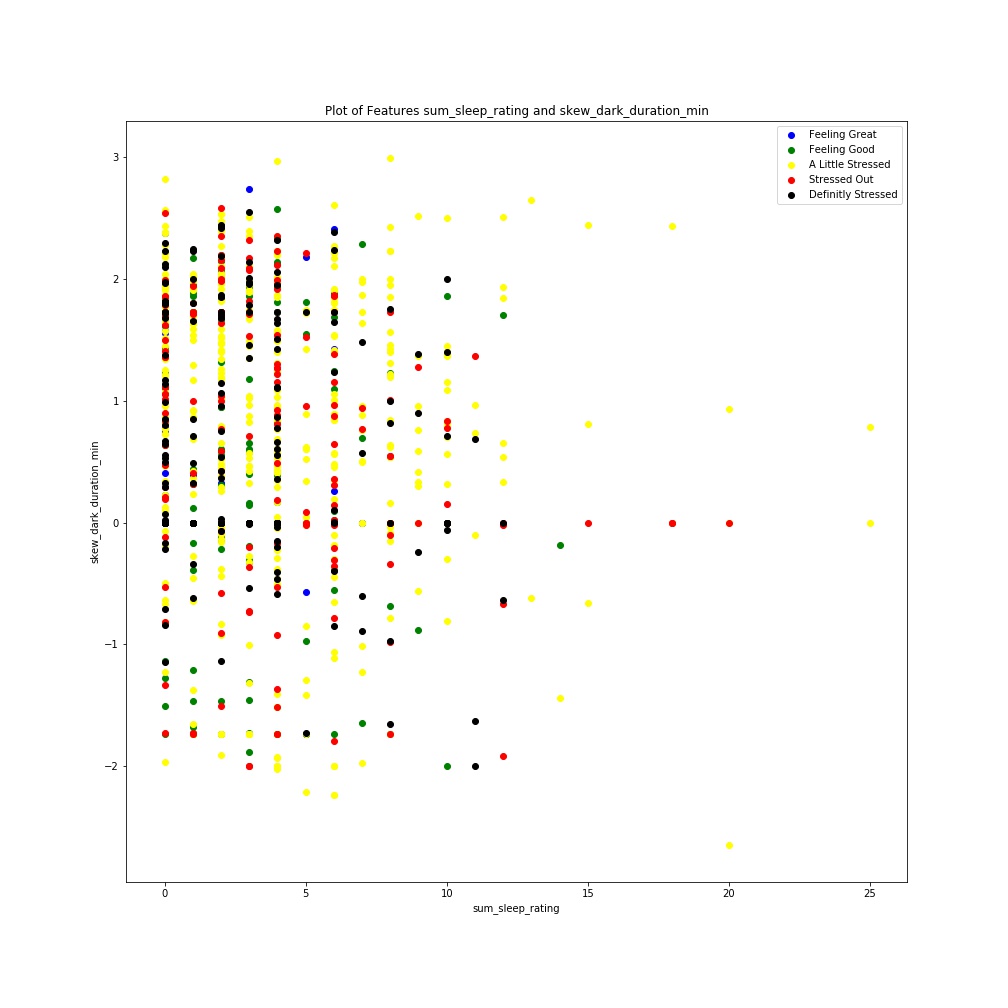 Plot of Features sum_sleep_rating and skew_dark_duration_min
Feeling Great
Feeling Good
A Little Stressed
Stressed Out
Definitly Stressed
3
2
1
0
−1
−2
skew_dark_duration_min
0
5
10
15
20
25
sum_sleep_rating